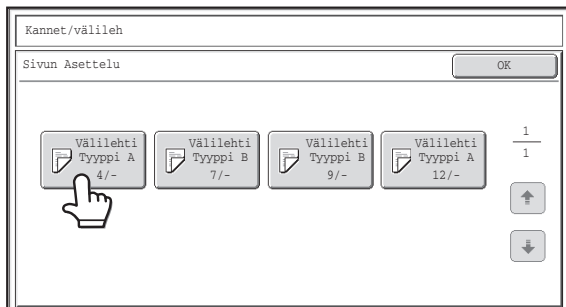 Kannet/välileh
Sivun Asettelu
OK
Välilehti
Tyyppi A
4/-
Välilehti
Tyyppi B
7/-
Välilehti
Tyyppi B
9/-
Välilehti
Tyyppi A
12/-
1
1